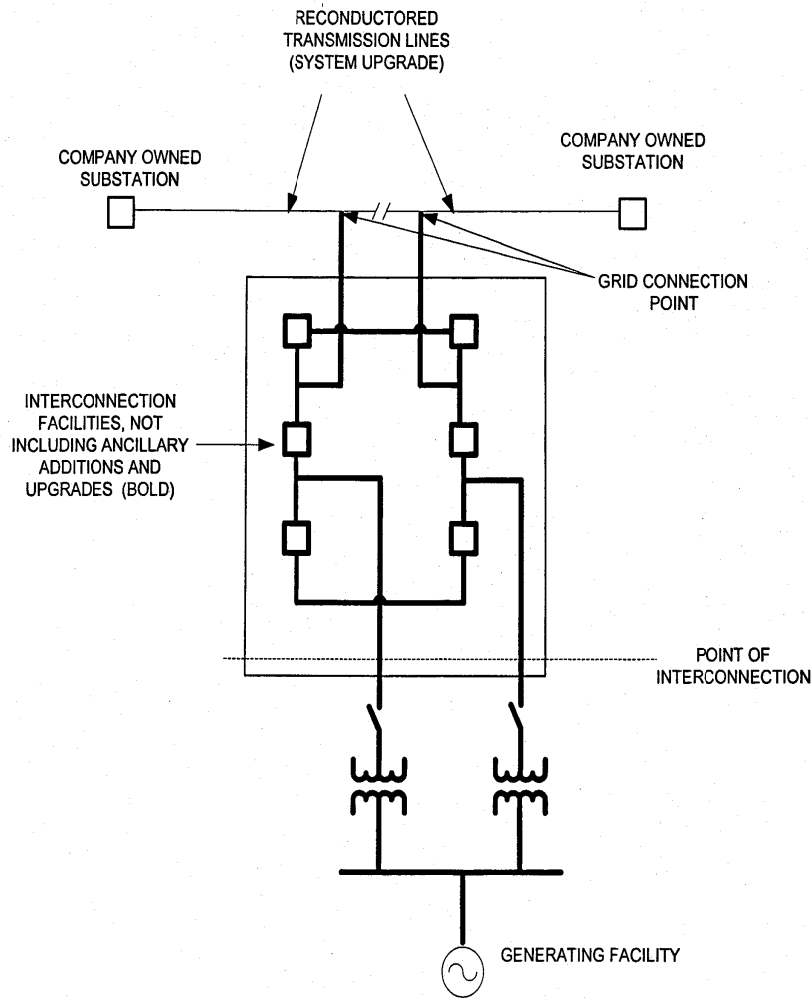 RECONDUCTORED
TRANSMISSION LINES
(SYSTEM UPGRADE)
COMPANY OWNED
SUBSTATION
COMPANY OWNED
SUBSTATION
GRID CONNECTION
POINT
INTERCONNECTION
FACILITIES, NOT
INCLUDING ANCILLARY
ADDITIONS AND
UPGRADES (BOLD)
POINT OF
INTERCONNECTION
GENERATING FACILITY